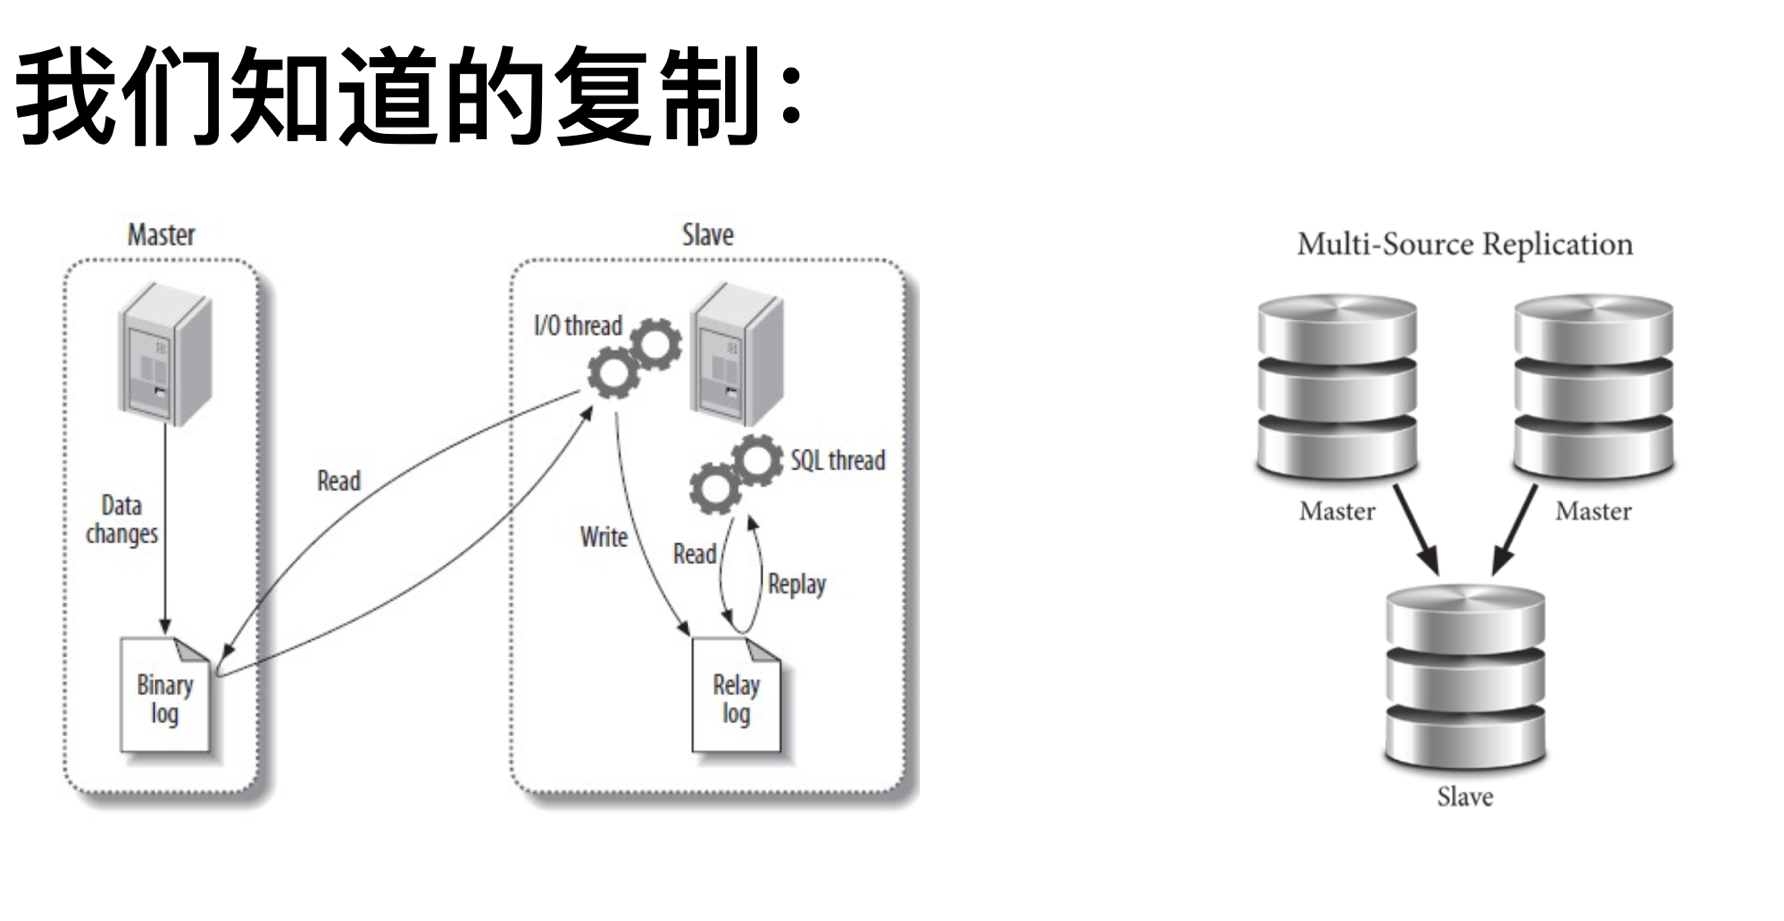 我们知道的复制：
Master
Slave
I/O thread
SQL thread
Read
Data
changes
Write
Read
Replay
Binary
log
Relay
log
Multi-Source Replication
Master
Master
Slave